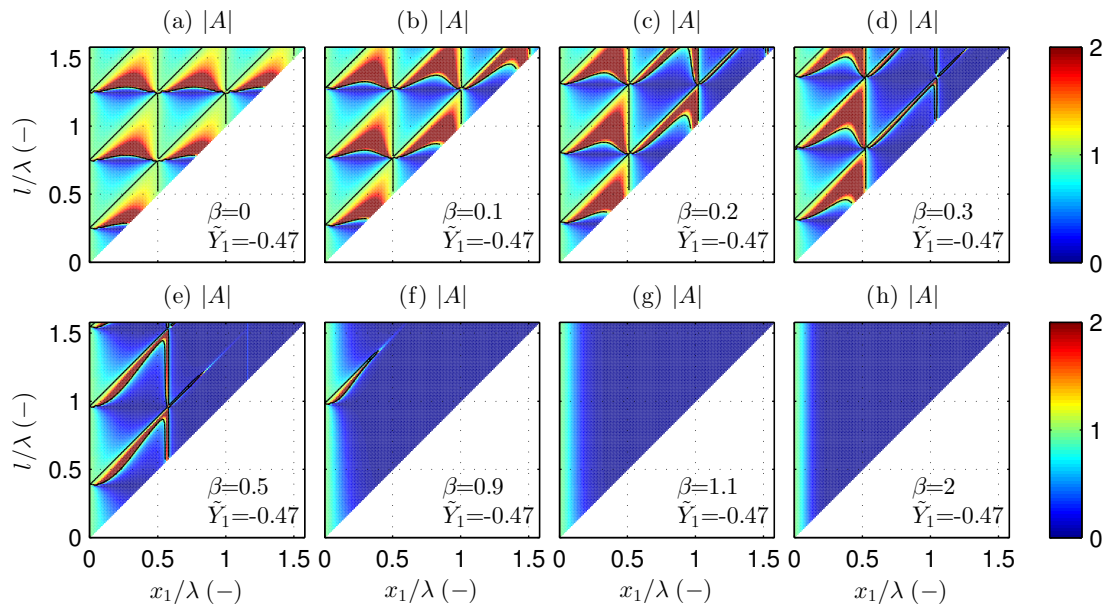 (a) |A|
(b) |A|
(c) |A|
(d) |A|
l/λ (−)
1.5
1
0.5
0
β=0
Ỹ₁=-0.47
β=0.1
Ỹ₁=-0.47
β=0.2
Ỹ₁=-0.47
β=0.3
Ỹ₁=-0.47
2
1
0
(e) |A|
(f) |A|
(g) |A|
(h) |A|
l/λ (−)
1.5
1
0.5
0
β=0.5
Ỹ₁=-0.47
β=0.9
Ỹ₁=-0.47
β=1.1
Ỹ₁=-0.47
β=2
Ỹ₁=-0.47
2
1
0
0 0.5 1 1.5
0 0.5 1 1.5
0 0.5 1 1.5
0 0.5 1 1.5
x₁/λ (−)
x₁/λ (−)
x₁/λ (−)
x₁/λ (−)